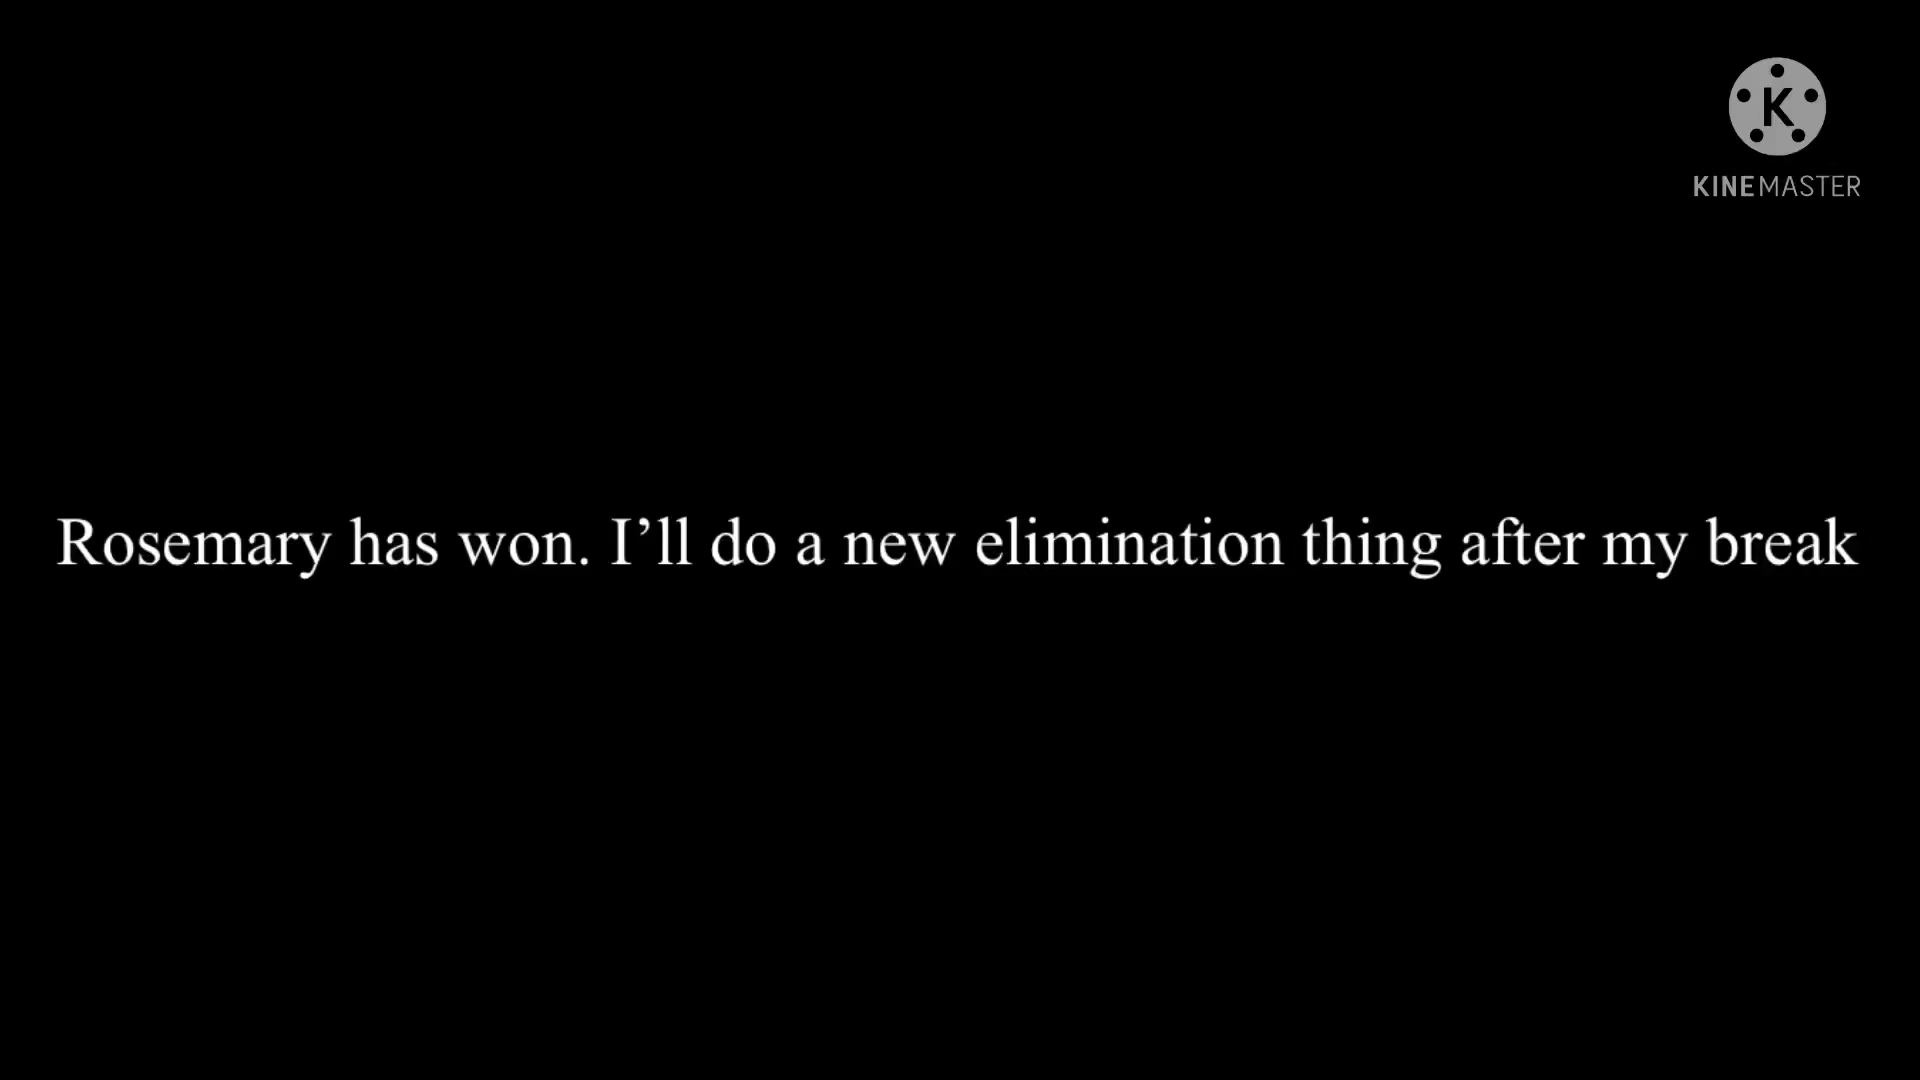 K
KINEMASTER
Rosemary has won. I’ll do a new elimination thing after my break